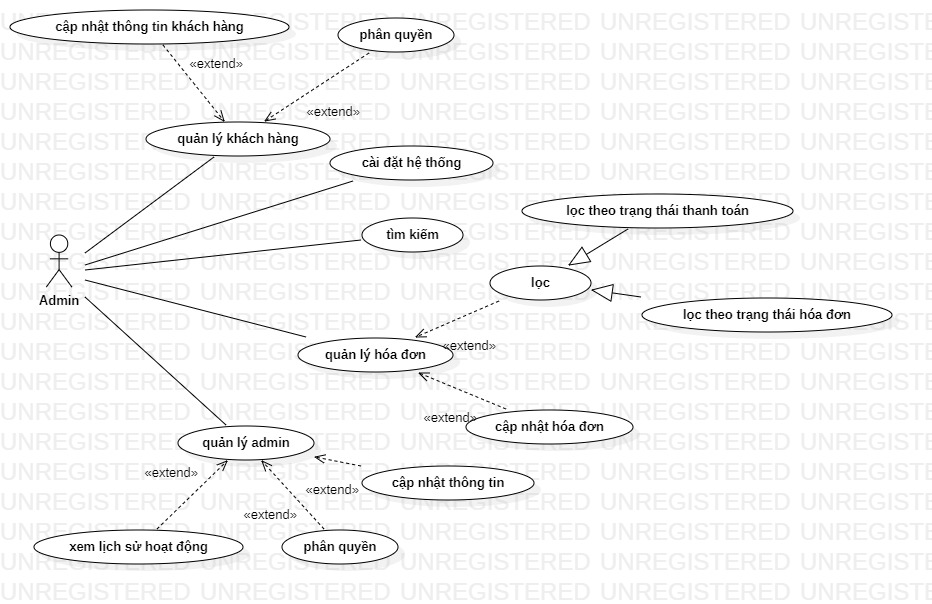 cập nhật thông tin khách hàng
phân quyền
«extend»
«extend»
quản lý khách hàng
cài đặt hệ thống
lọc theo trạng thái thanh toán
tìm kiếm
lọc
Admin
lọc theo trạng thái hóa đơn
«extend»
quản lý hóa đơn
«extend»
cập nhật hóa đơn
quản lý admin
«extend»
cập nhật thông tin
«extend»
«extend»
xem lịch sử hoạt động
phân quyền
UNREGISTERED